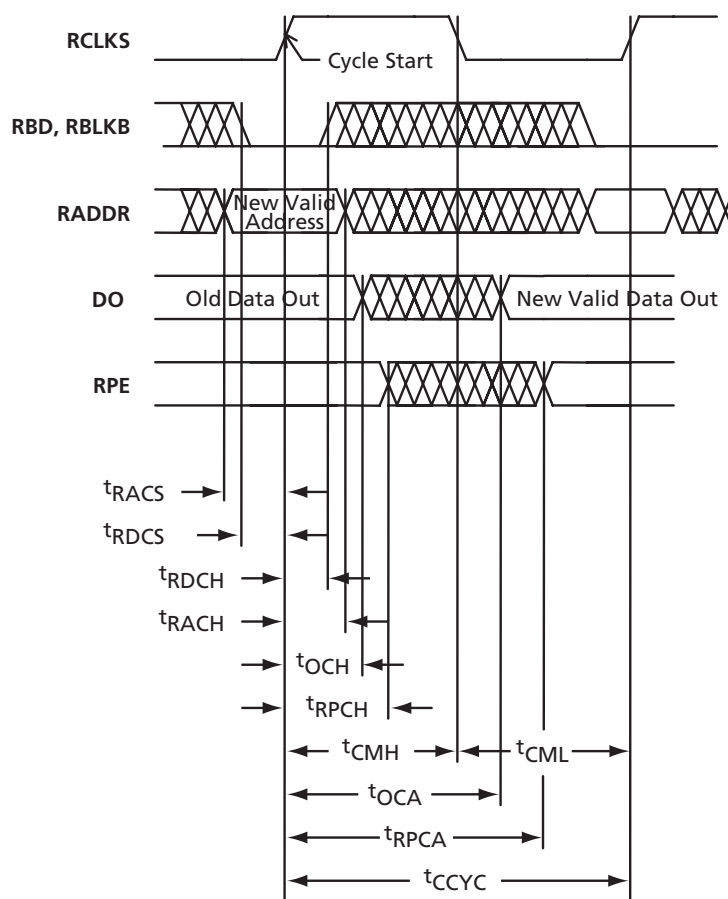 RCLKS
Cycle Start
RBD, RBLKB
RADDR
New Valid
Address
DO
Old Data Out
New Valid Data Out
RPE
tRACS
tRDCS
tRDCH
tRACH
tOCH
tRPCH
tCMH
tCML
tOCA
tRPCA
tCCYC